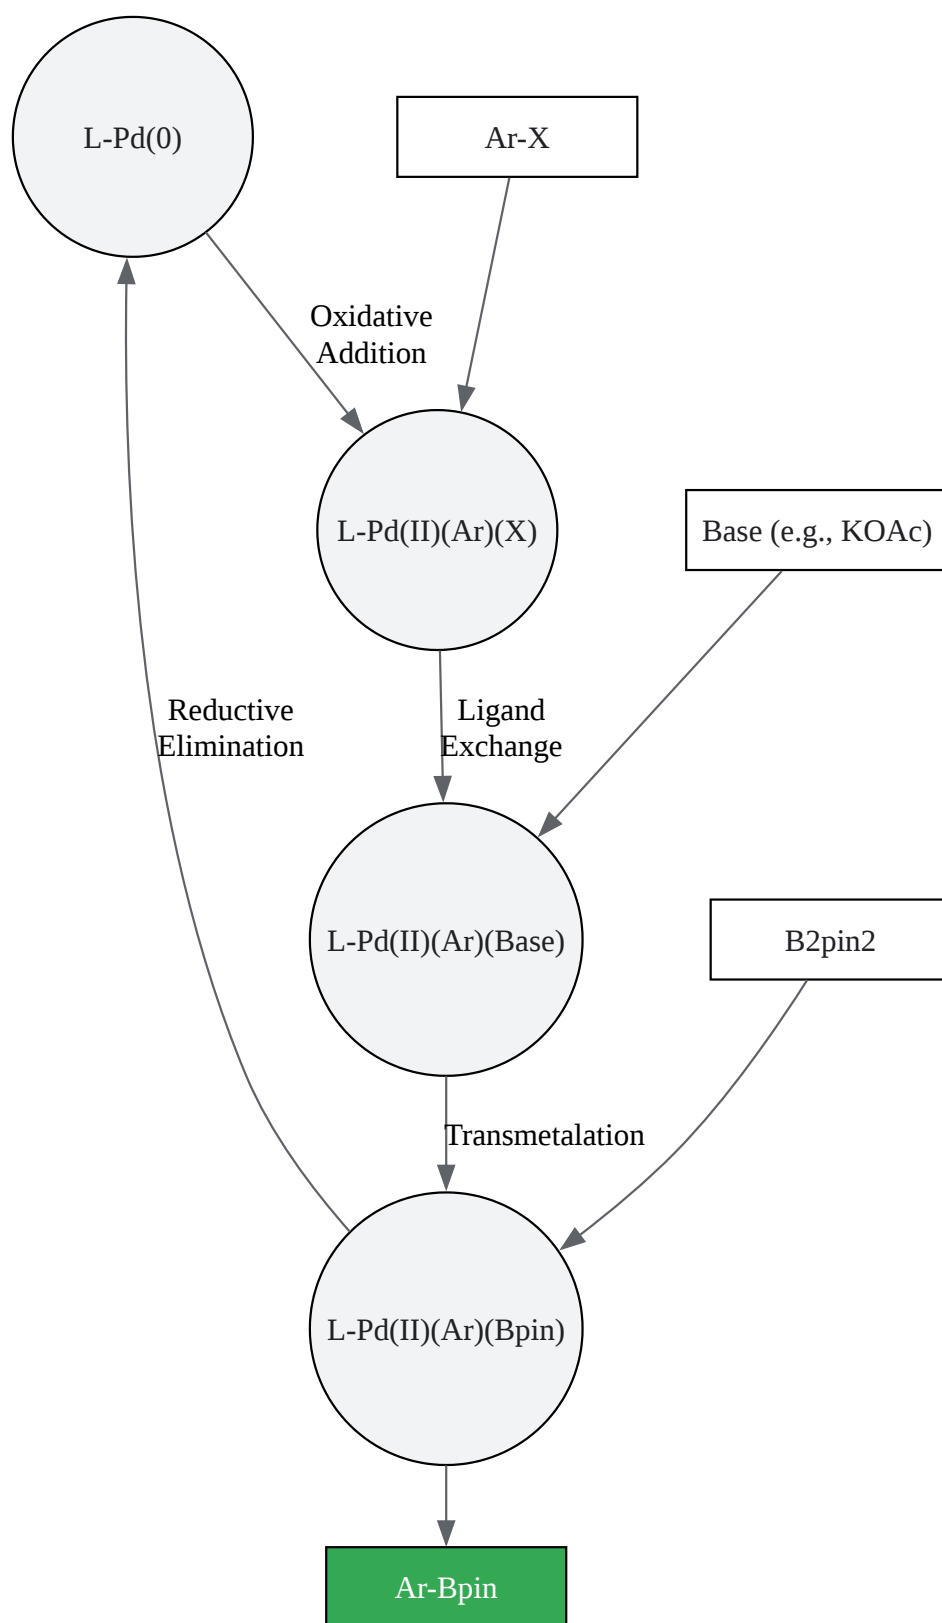 L-Pd(0)
Ar-X
Oxidative
Addition
L-Pd(II)(Ar)(X)
Base (e.g., KOAc)
Reductive
Elimination
Ligand
Exchange
L-Pd(II)(Ar)(Base)
B2pin2
Transmetalation
L-Pd(II)(Ar)(Bpin)
Ar-Bpin